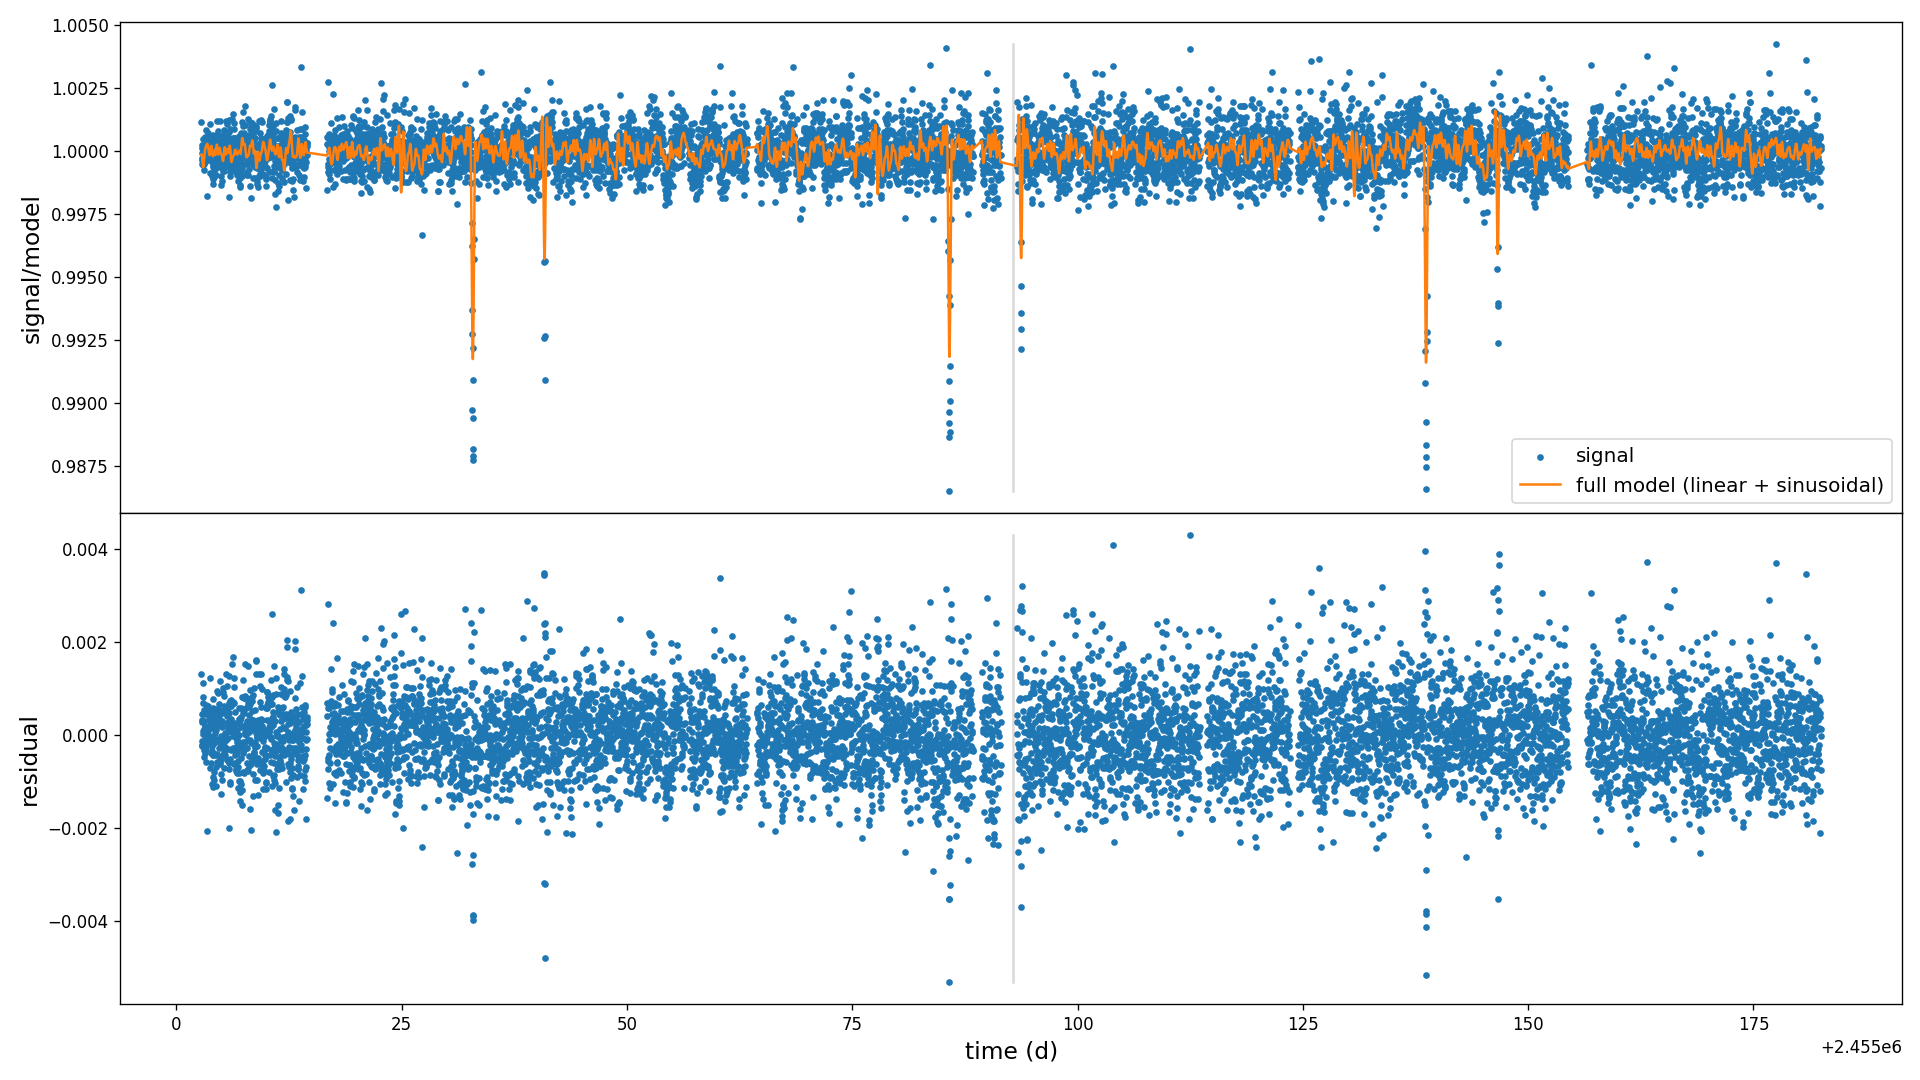 1.0050
1.0025
1.0000
0.9975
0.9950
0.9925
0.9900
0.9875
signal/model
signal
full model (linear + sinusoidal)
0.004
0.002
0.000
−0.002
−0.004
residual
0 25 50 75 100 125 150 175
time (d)
+2.455e6